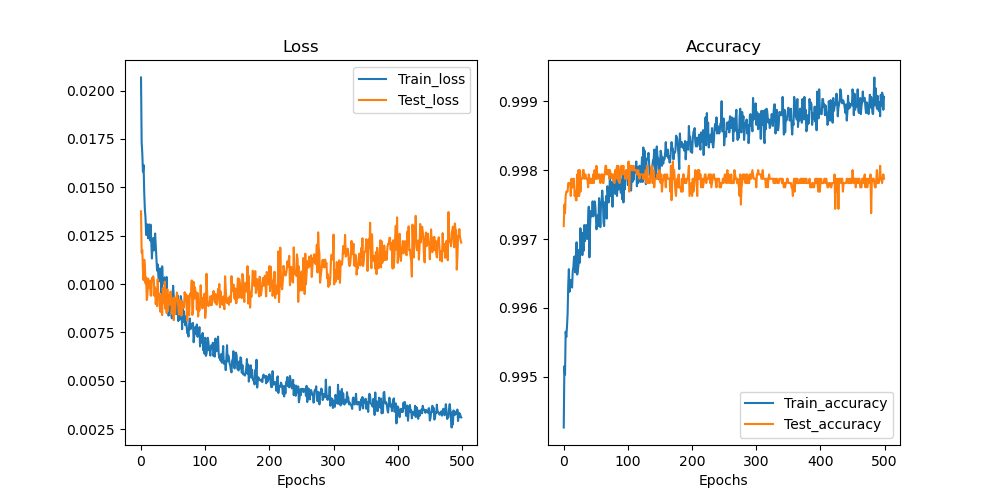 Loss
Train_loss
Test_loss
0.0200
0.0175
0.0150
0.0125
0.0100
0.0075
0.0050
0.0025
0 100 200 300 400 500
Epochs
Accuracy
0.999
0.998
0.997
0.996
0.995
Train_accuracy
Test_accuracy
0 100 200 300 400 500
Epochs